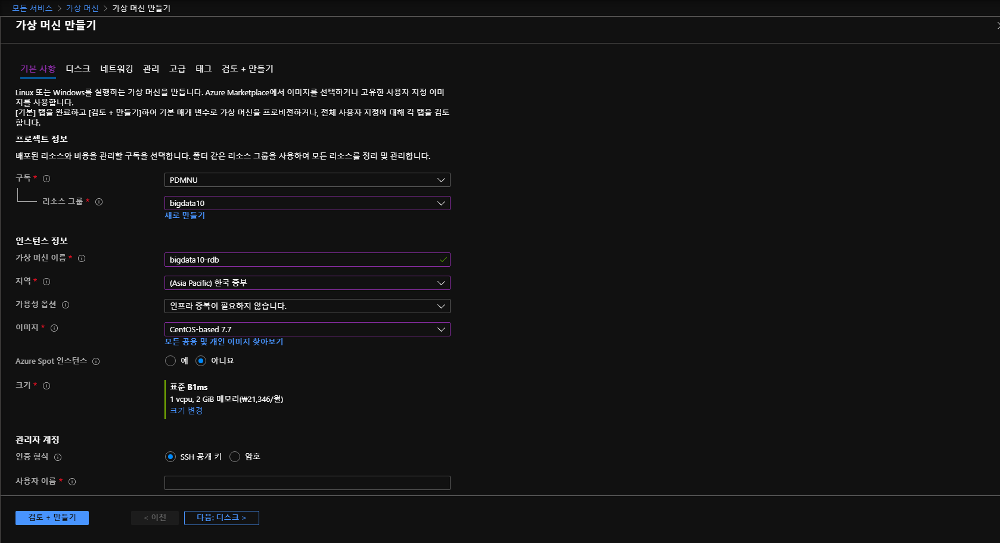 모든 서비스 > 가상 머신 > 가상 머신 만들기
가상 머신 만들기
기본 사항 디스크 네트워킹 관리 고급 태그 검토 + 만들기
Linux 또는 Windows를 실행하는 가상 머신을 만듭니다. Azure Marketplace에서 이미지를 선택하거나 고유한 사용자 지정 이미
지를 사용합니다.
[기본] 탭을 완료하고 [검토 + 만들기]하여 기본 매개 변수로 가상 머신을 프로비전하거나, 전체 사용자 지정에 대해 각 탭을 검토
합니다.
프로젝트 정보
배포된 리소스와 비용을 관리할 구독을 선택합니다. 폴더 같은 리소스 그룹을 사용하여 모든 리소스를 정리 및 관리합니다.
구독 * PDMNU
리소스 그룹 * bigdata10
새로 만들기
인스턴스 정보
가상 머신 이름 * bigdata10-rdb
지역 * (Asia Pacific) 한국 중부
가용성 옵션 인프라 중복이 필요하지 않습니다.
이미지 * CentOS-based 7.7
모든 공용 및 개인 이미지 찾아보기
Azure Spot 인스턴스 예 아니요
크기 * 표준 B1ms
1 vcpu, 2 GiB 메모리(₩21,346/월)
크기 변경
관리자 계정
인증 형식 SSH 공개 키 암호
사용자 이름 *
검토 + 만들기 < 이전 다음: 디스크 >